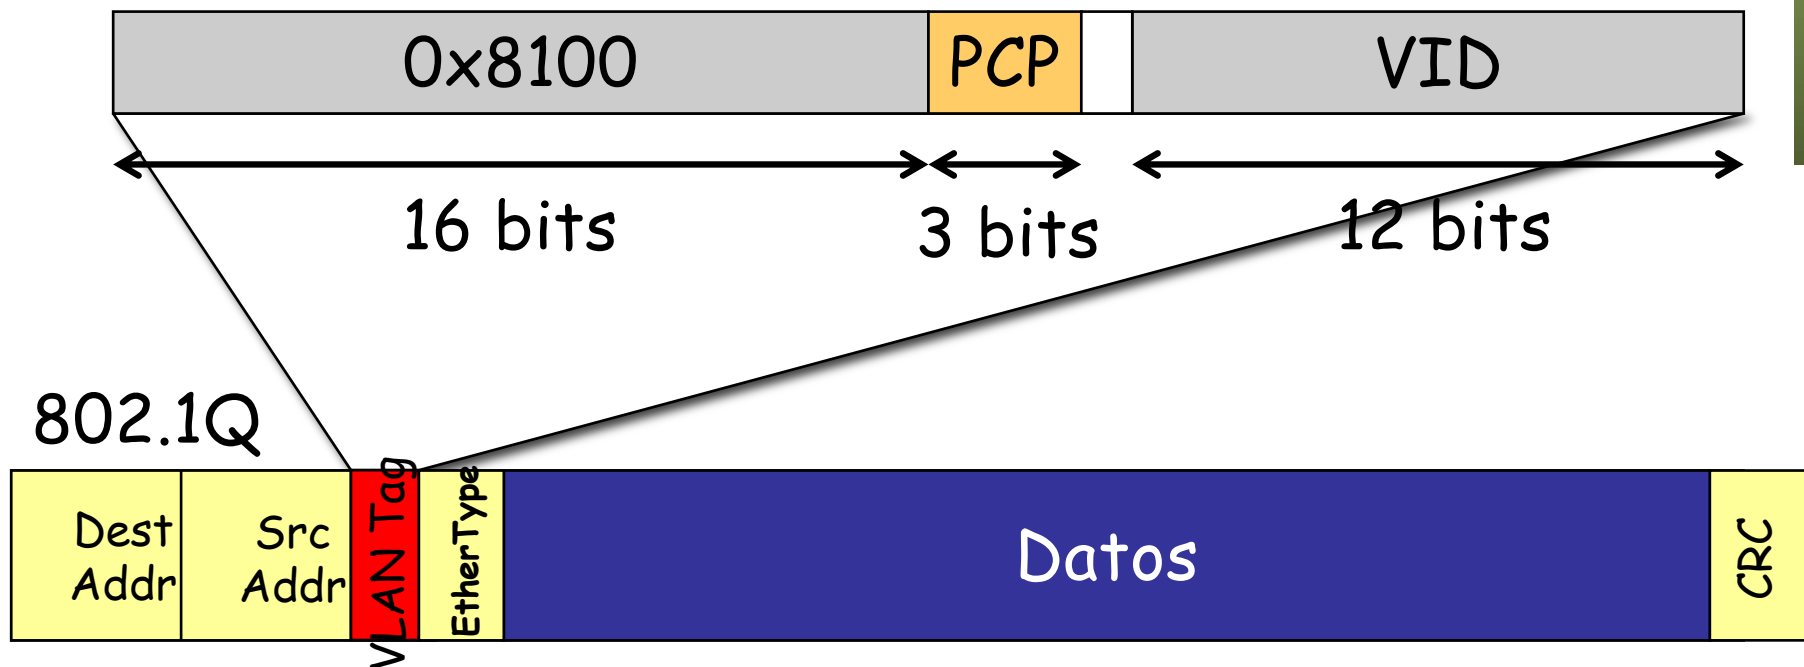 0x8100 PCP VID
16 bits 3 bits 12 bits
802.1Q
Dest
Addr
Src
Addr
VLAN Tag
EtherType
Datos
CRC